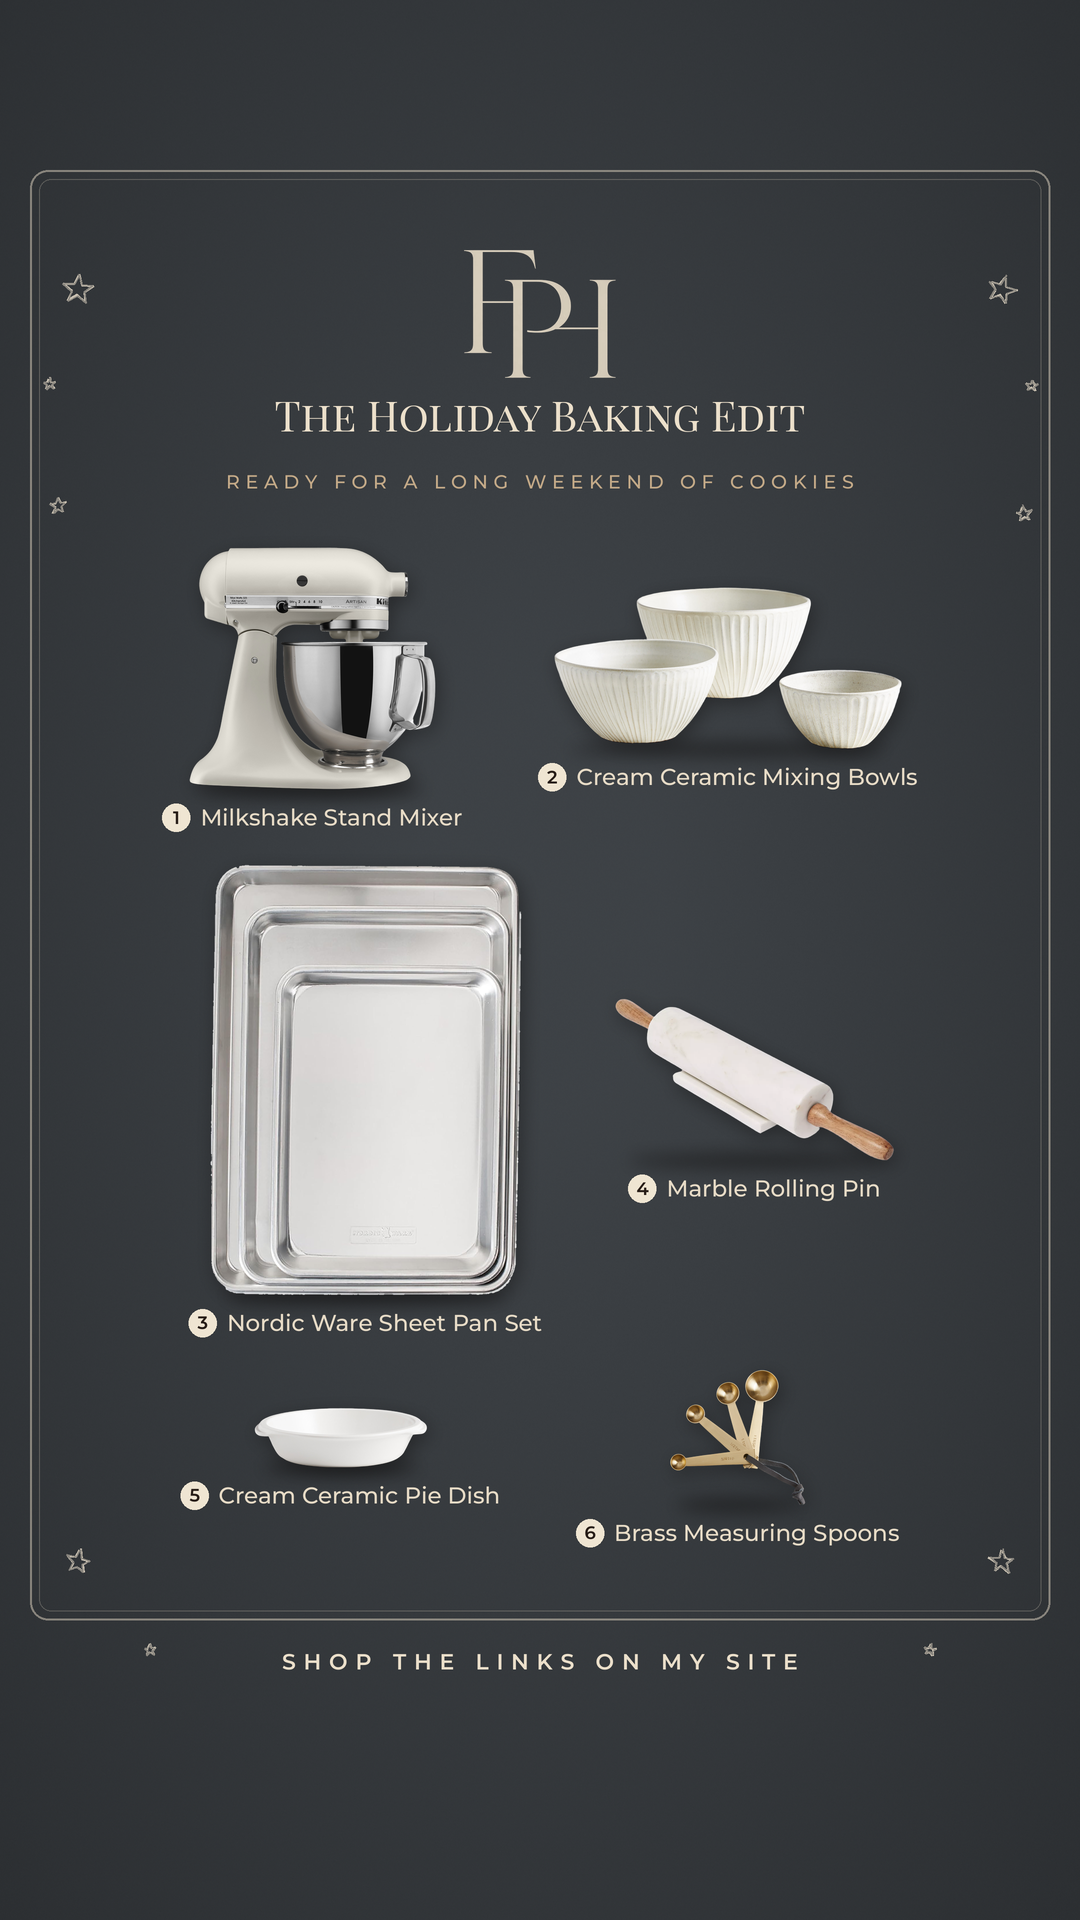 FPH
The Holiday Baking Edit
READY FOR A LONG WEEKEND OF COOKIES
ARTISAN
1 Milkshake Stand Mixer
2 Cream Ceramic Mixing Bowls
3 Nordic Ware Sheet Pan Set
4 Marble Rolling Pin
5 Cream Ceramic Pie Dish
6 Brass Measuring Spoons
SHOP THE LINKS ON MY SITE